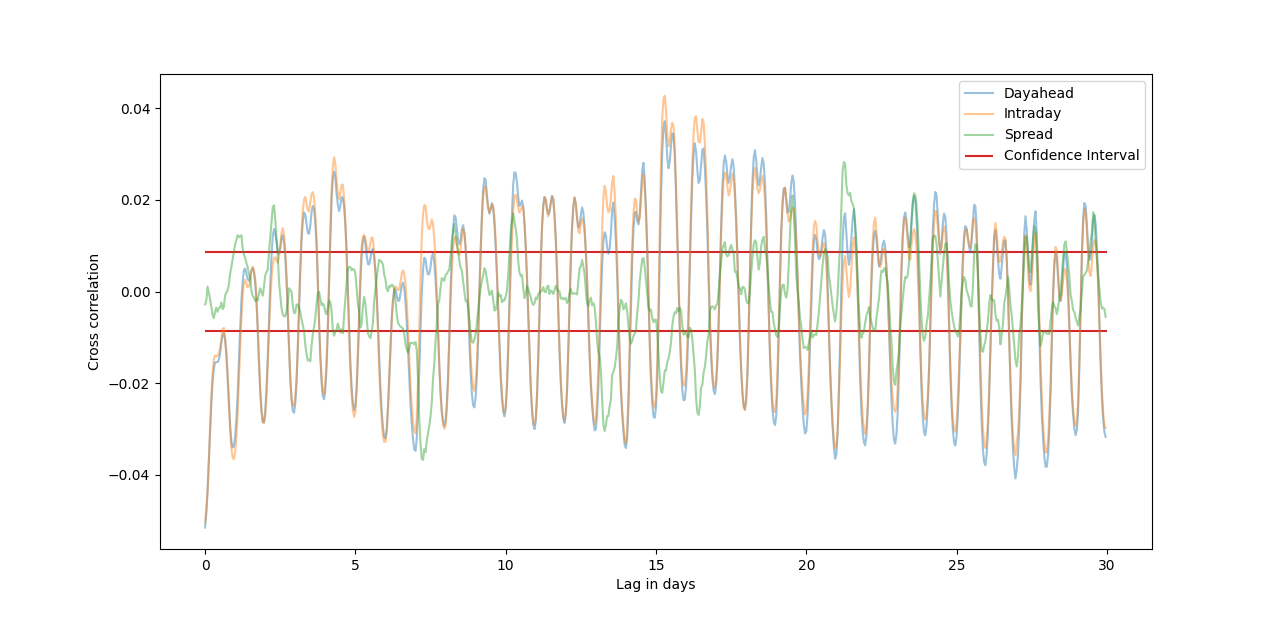 Dayahead
Intraday
Spread
Confidence Interval
Cross correlation
0.04
0.02
0.00
−0.02
−0.04
0
5
10
15
20
25
30
Lag in days